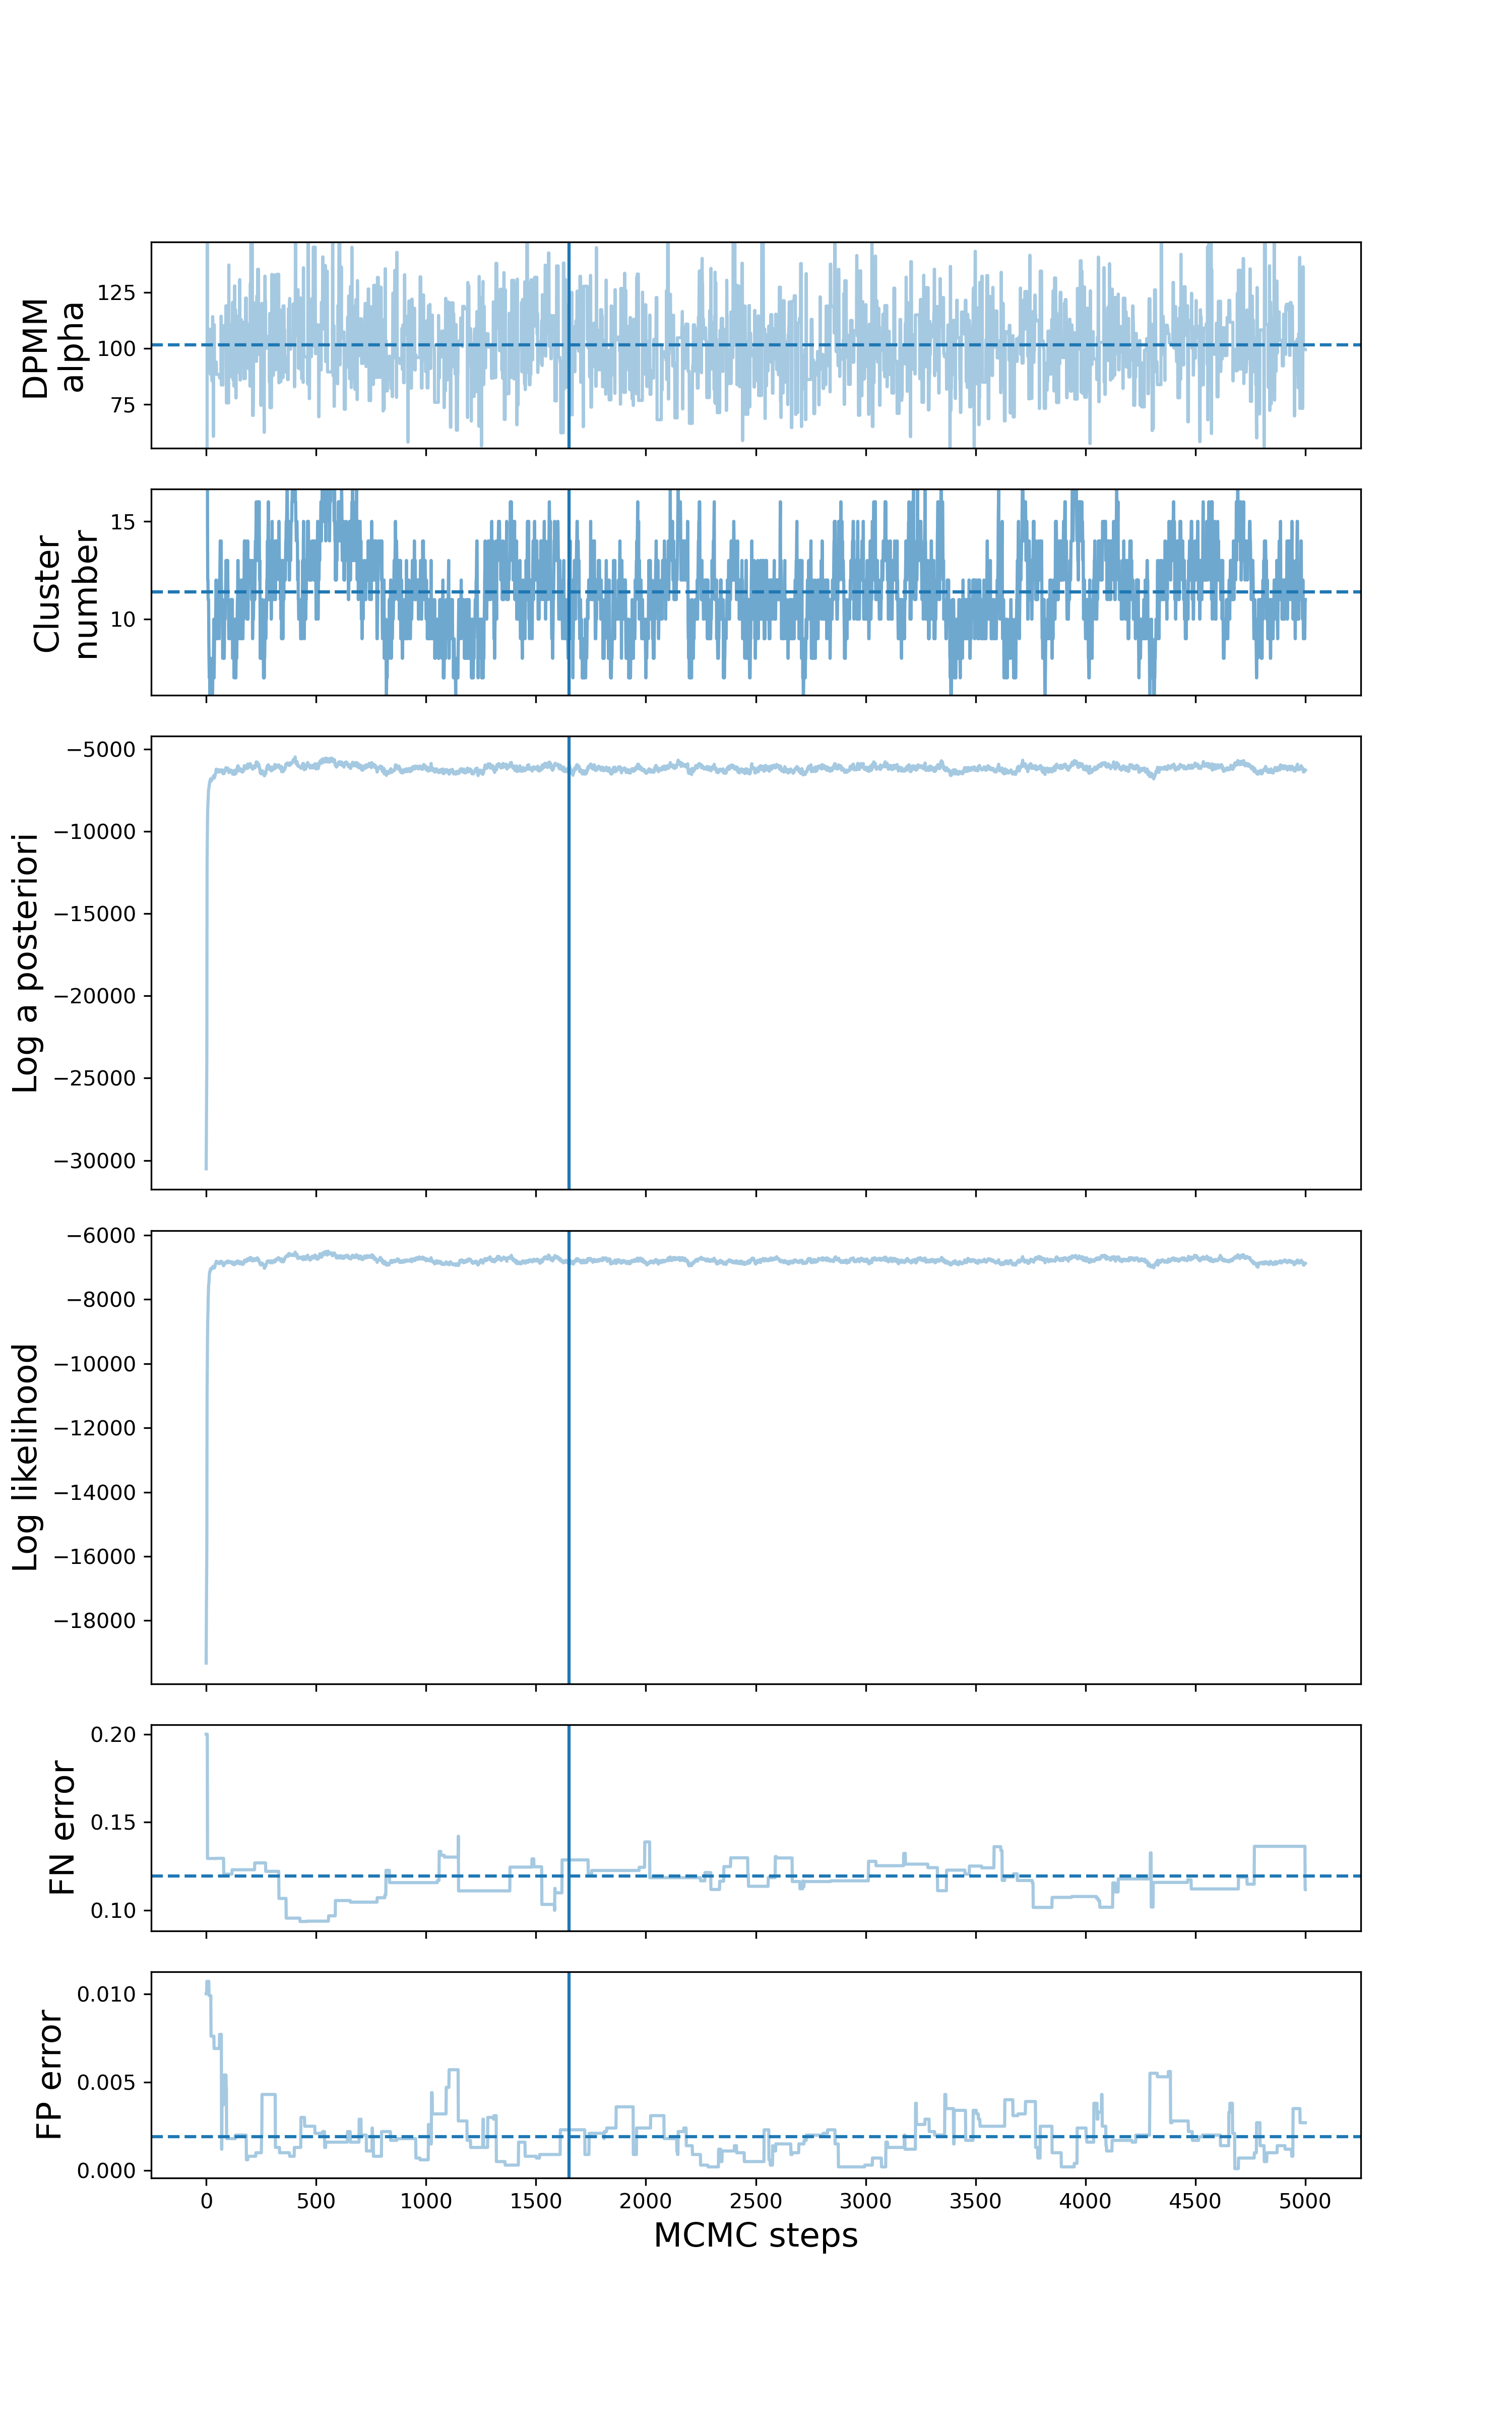 DPMM
alpha
125
100
75
Cluster
number
15
10
Log a posteriori
−5000
−10000
−15000
−20000
−25000
−30000
Log likelihood
−6000
−8000
−10000
−12000
−14000
−16000
−18000
FN error
0.20
0.15
0.10
FP error
0.010
0.005
0.000
0 500 1000 1500 2000 2500 3000 3500 4000 4500 5000
MCMC steps